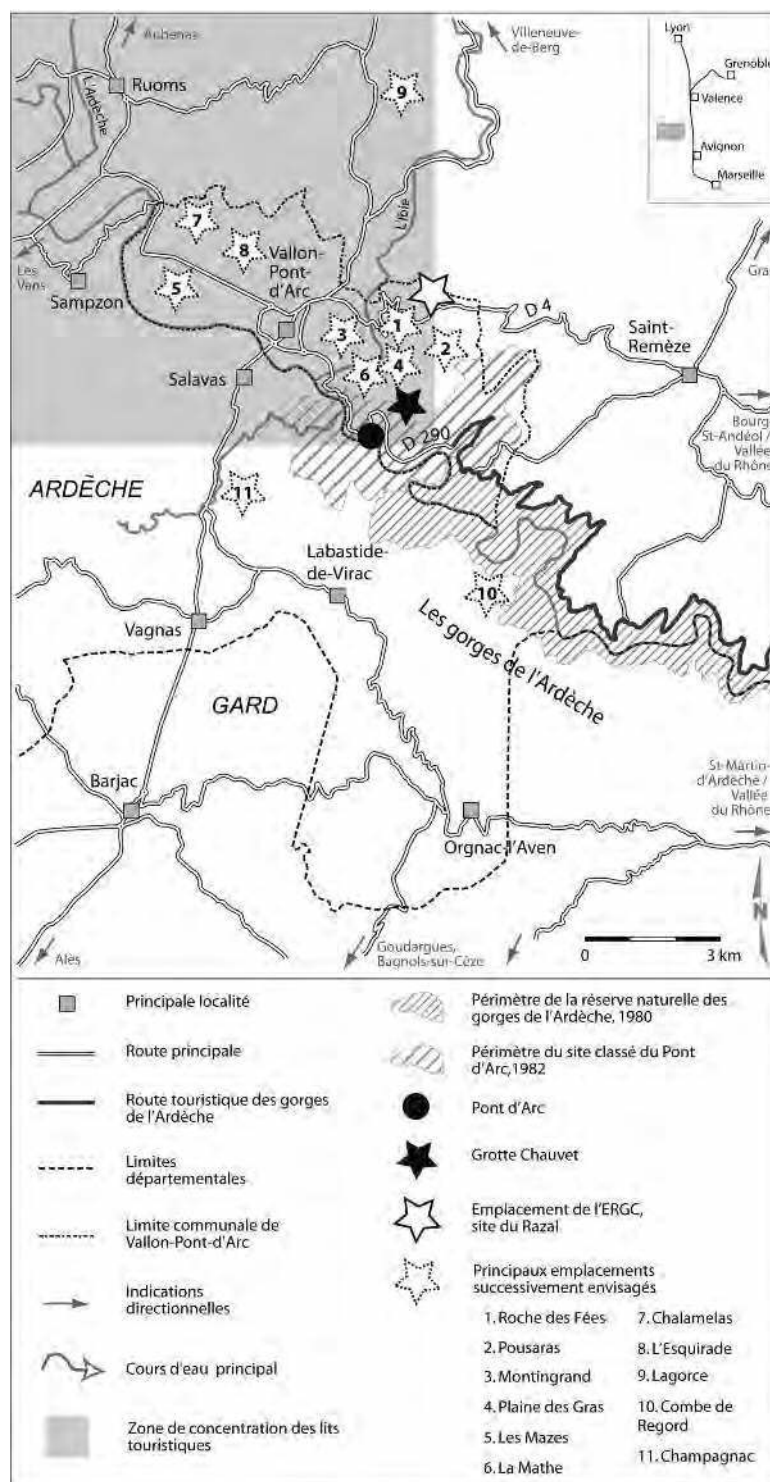 Aubenas
Villeneuve-
de-Berg
Lyon
Grenoble
Valence
Avignon
Marseille
L'Ardèche
Ruoms
9
L'Ibie
7
8
Vallon-
Pont-
d'Arc
Les
Vans
5
Sampzon
Gra
D 4
1
3
2
Saint-
Remèze
4
6
Salavas
D 290
Bourg
St-Andéol /
Vallée
du Rhône
ARDÈCHE
11
Labastide-
de-Virac
10
Vagnas
Les gorges de l'Ardèche
GARD
Barjac
St-Martin-
d'Ardèche /
Vallée
du Rhône
Orgnac-l'Aven
N
Alès
Goudargues,
Bagnols-sur-Cèze
0 3 km
Principale localité
Route principale
Route touristique des gorges
de l'Ardèche
Limites
départementales
Limite communale de
Vallon-Pont-d'Arc
Indications
directionnelles
Cours d'eau principal
Zone de concentration des lits
touristiques
Périmètre de la réserve naturelle des
gorges de l'Ardèche, 1980
Périmètre du site classé du Pont
d'Arc,1982
Pont d'Arc
Grotte Chauvet
Emplacement de l'ERGC,
site du Razal
Principaux emplacements
successivement envisagés
1. Roche des Fées
2. Pousaras
3. Montingrand
4. Plaine des Gras
5. Les Mazes
6. La Mathe
7. Chalamelas
8. L'Esquirade
9. Lagorce
10. Combe de
Regord
11. Champagnac